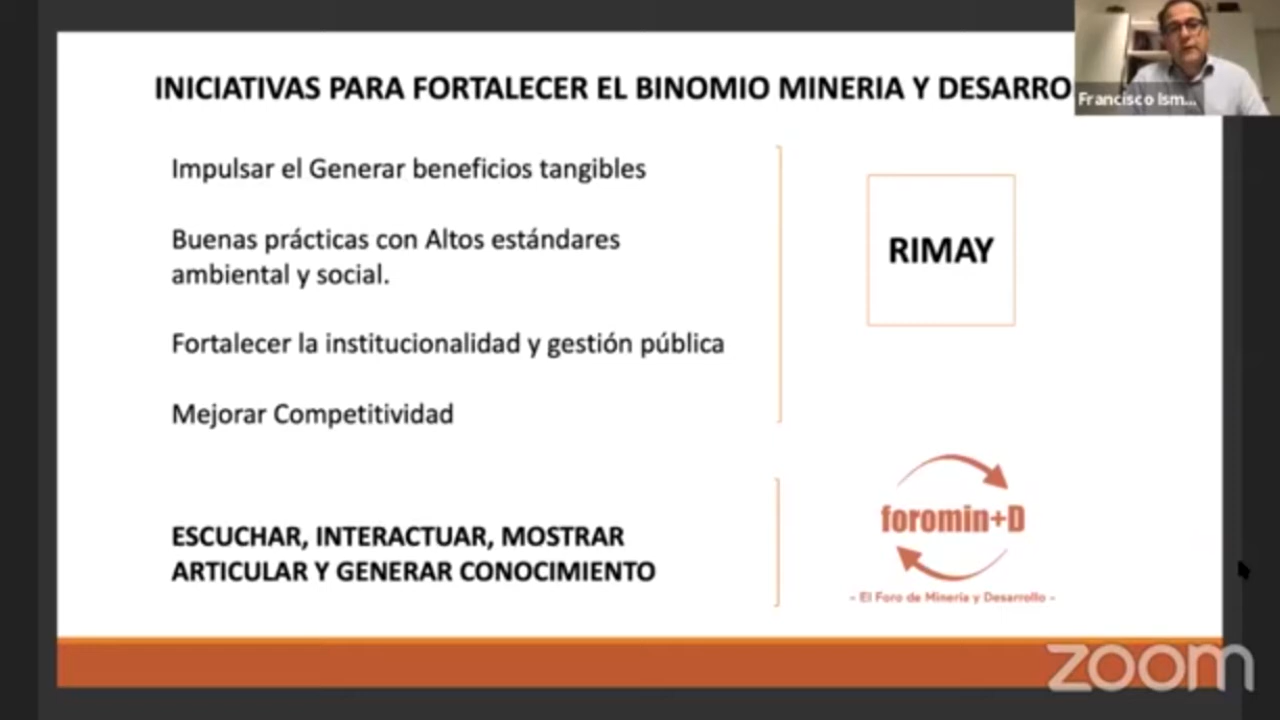 INICIATIVAS PARA FORTALECER EL BINOMIO MINERIA Y DESARRO
Francisco Ism...
Impulsar el Generar beneficios tangibles
Buenas prácticas con Altos estándares
ambiental y social.
Fortalecer la institucionalidad y gestión pública
Mejorar Competitividad
RIMAY
ESCUCHAR, INTERACTUAR, MOSTRAR
ARTICULAR Y GENERAR CONOCIMIENTO
foromin+D
- El Foro de Minería y Desarrollo -
zoom